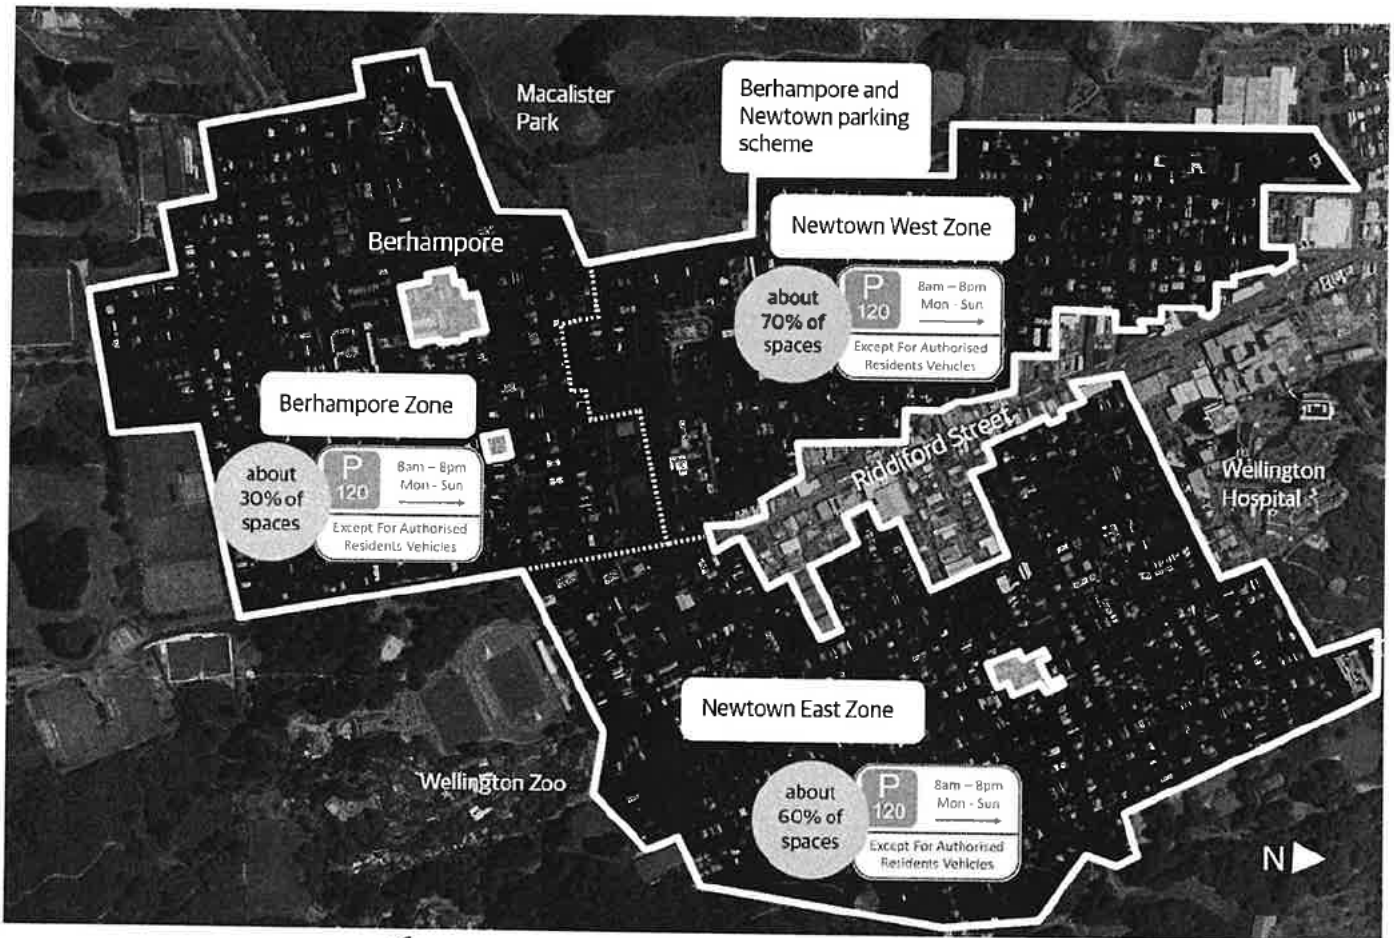 Macalister
Park
Berhampore and
Newtown parking
scheme
Newtown West Zone
Berhampore
about
70% of
spaces
P
120
8am – 8pm
Mon - Sun
Except For Authorised
Residents Vehicles
Berhampore Zone
about
30% of
spaces
P
120
8am – 8pm
Mon - Sun
Except For Authorised
Residents Vehicles
Riddiford Street
Wellington
Hospital
Newtown East Zone
Wellington Zoo
about
60% of
spaces
P
120
8am – 8pm
Mon - Sun
Except For Authorised
Residents Vehicles
N